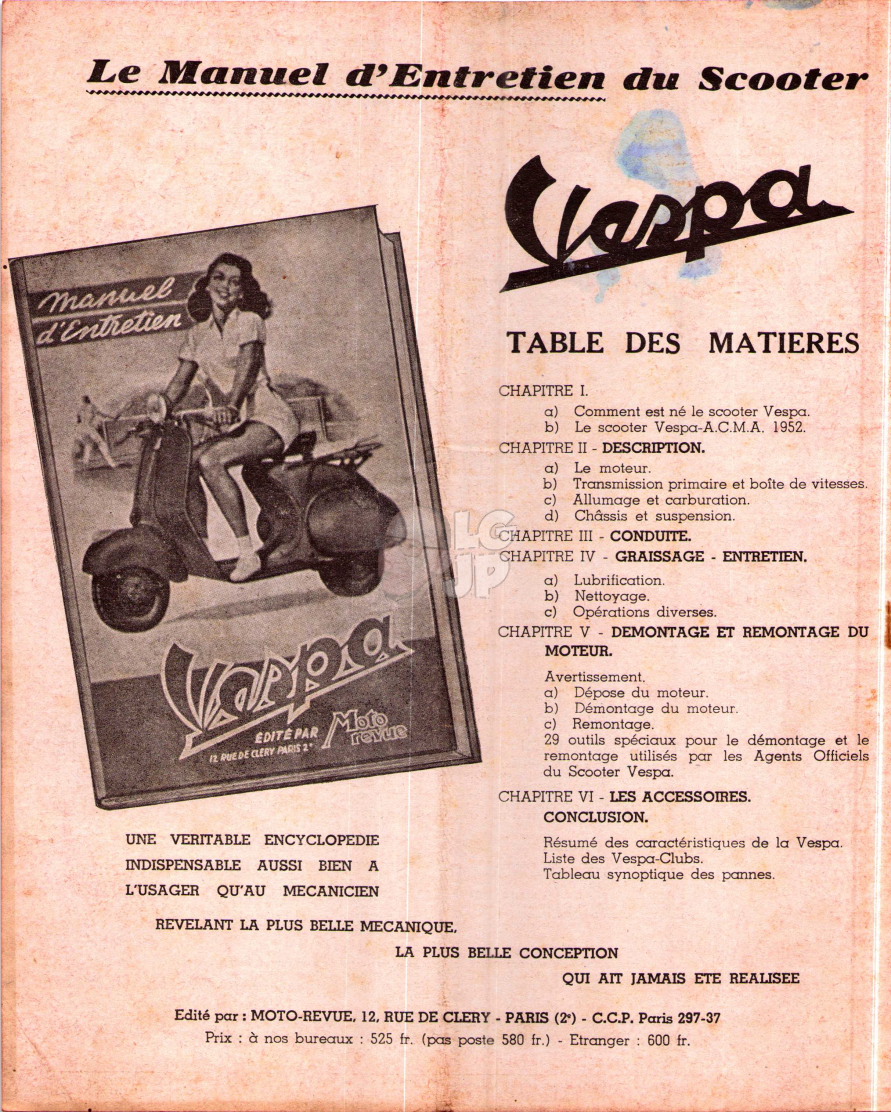 Le Manuel d'Entretien du Scooter
Vespa
manuel
d'Entretien
Vespa
ÉDITÉ PAR
Moto
revue
12 RUE DE CLERY PARIS 2ᵉ
TABLE DES MATIERES
CHAPITRE I.
a) Comment est né le scooter Vespa.
b) Le scooter Vespa-A.C.M.A. 1952.
CHAPITRE II - DESCRIPTION.
a) Le moteur.
b) Transmission primaire et boîte de vitesses.
c) Allumage et carburation.
d) Châssis et suspension.
CHAPITRE III - CONDUITE.
CHAPITRE IV - GRAISSAGE - ENTRETIEN.
a) Lubrification.
b) Nettoyage.
c) Opérations diverses.
CHAPITRE V - DEMONTAGE ET REMONTAGE DU
MOTEUR.
Avertissement.
a) Dépose du moteur.
b) Démontage du moteur.
c) Remontage.
29 outils spéciaux pour le démontage et le
remontage utilisés par les Agents Officiels
du Scooter Vespa.
CHAPITRE VI - LES ACCESSOIRES.
CONCLUSION.
Résumé des caractéristiques de la Vespa.
Liste des Vespa-Clubs.
Tableau synoptique des pannes.
UNE VERITABLE ENCYCLOPEDIE
INDISPENSABLE AUSSI BIEN A
L'USAGER QU'AU MECANICIEN
REVELANT LA PLUS BELLE MECANIQUE,
LA PLUS BELLE CONCEPTION
QUI AIT JAMAIS ETE REALISEE
Edité par : MOTO-REVUE, 12, RUE DE CLERY - PARIS (2ᵉ) - C.C.P. Paris 297-37
Prix : à nos bureaux : 525 fr. (pas poste 580 fr.) - Etranger : 600 fr.